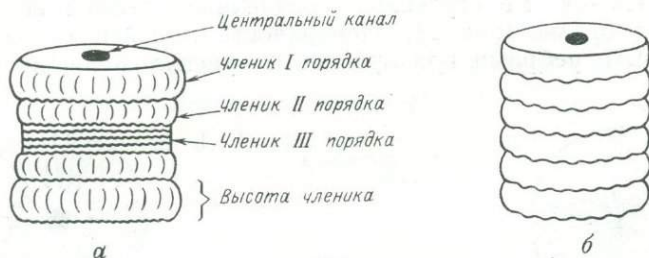 Центральный канал
Членик I порядка
Членик II порядка
Членик III порядка
Высота членика
а
б